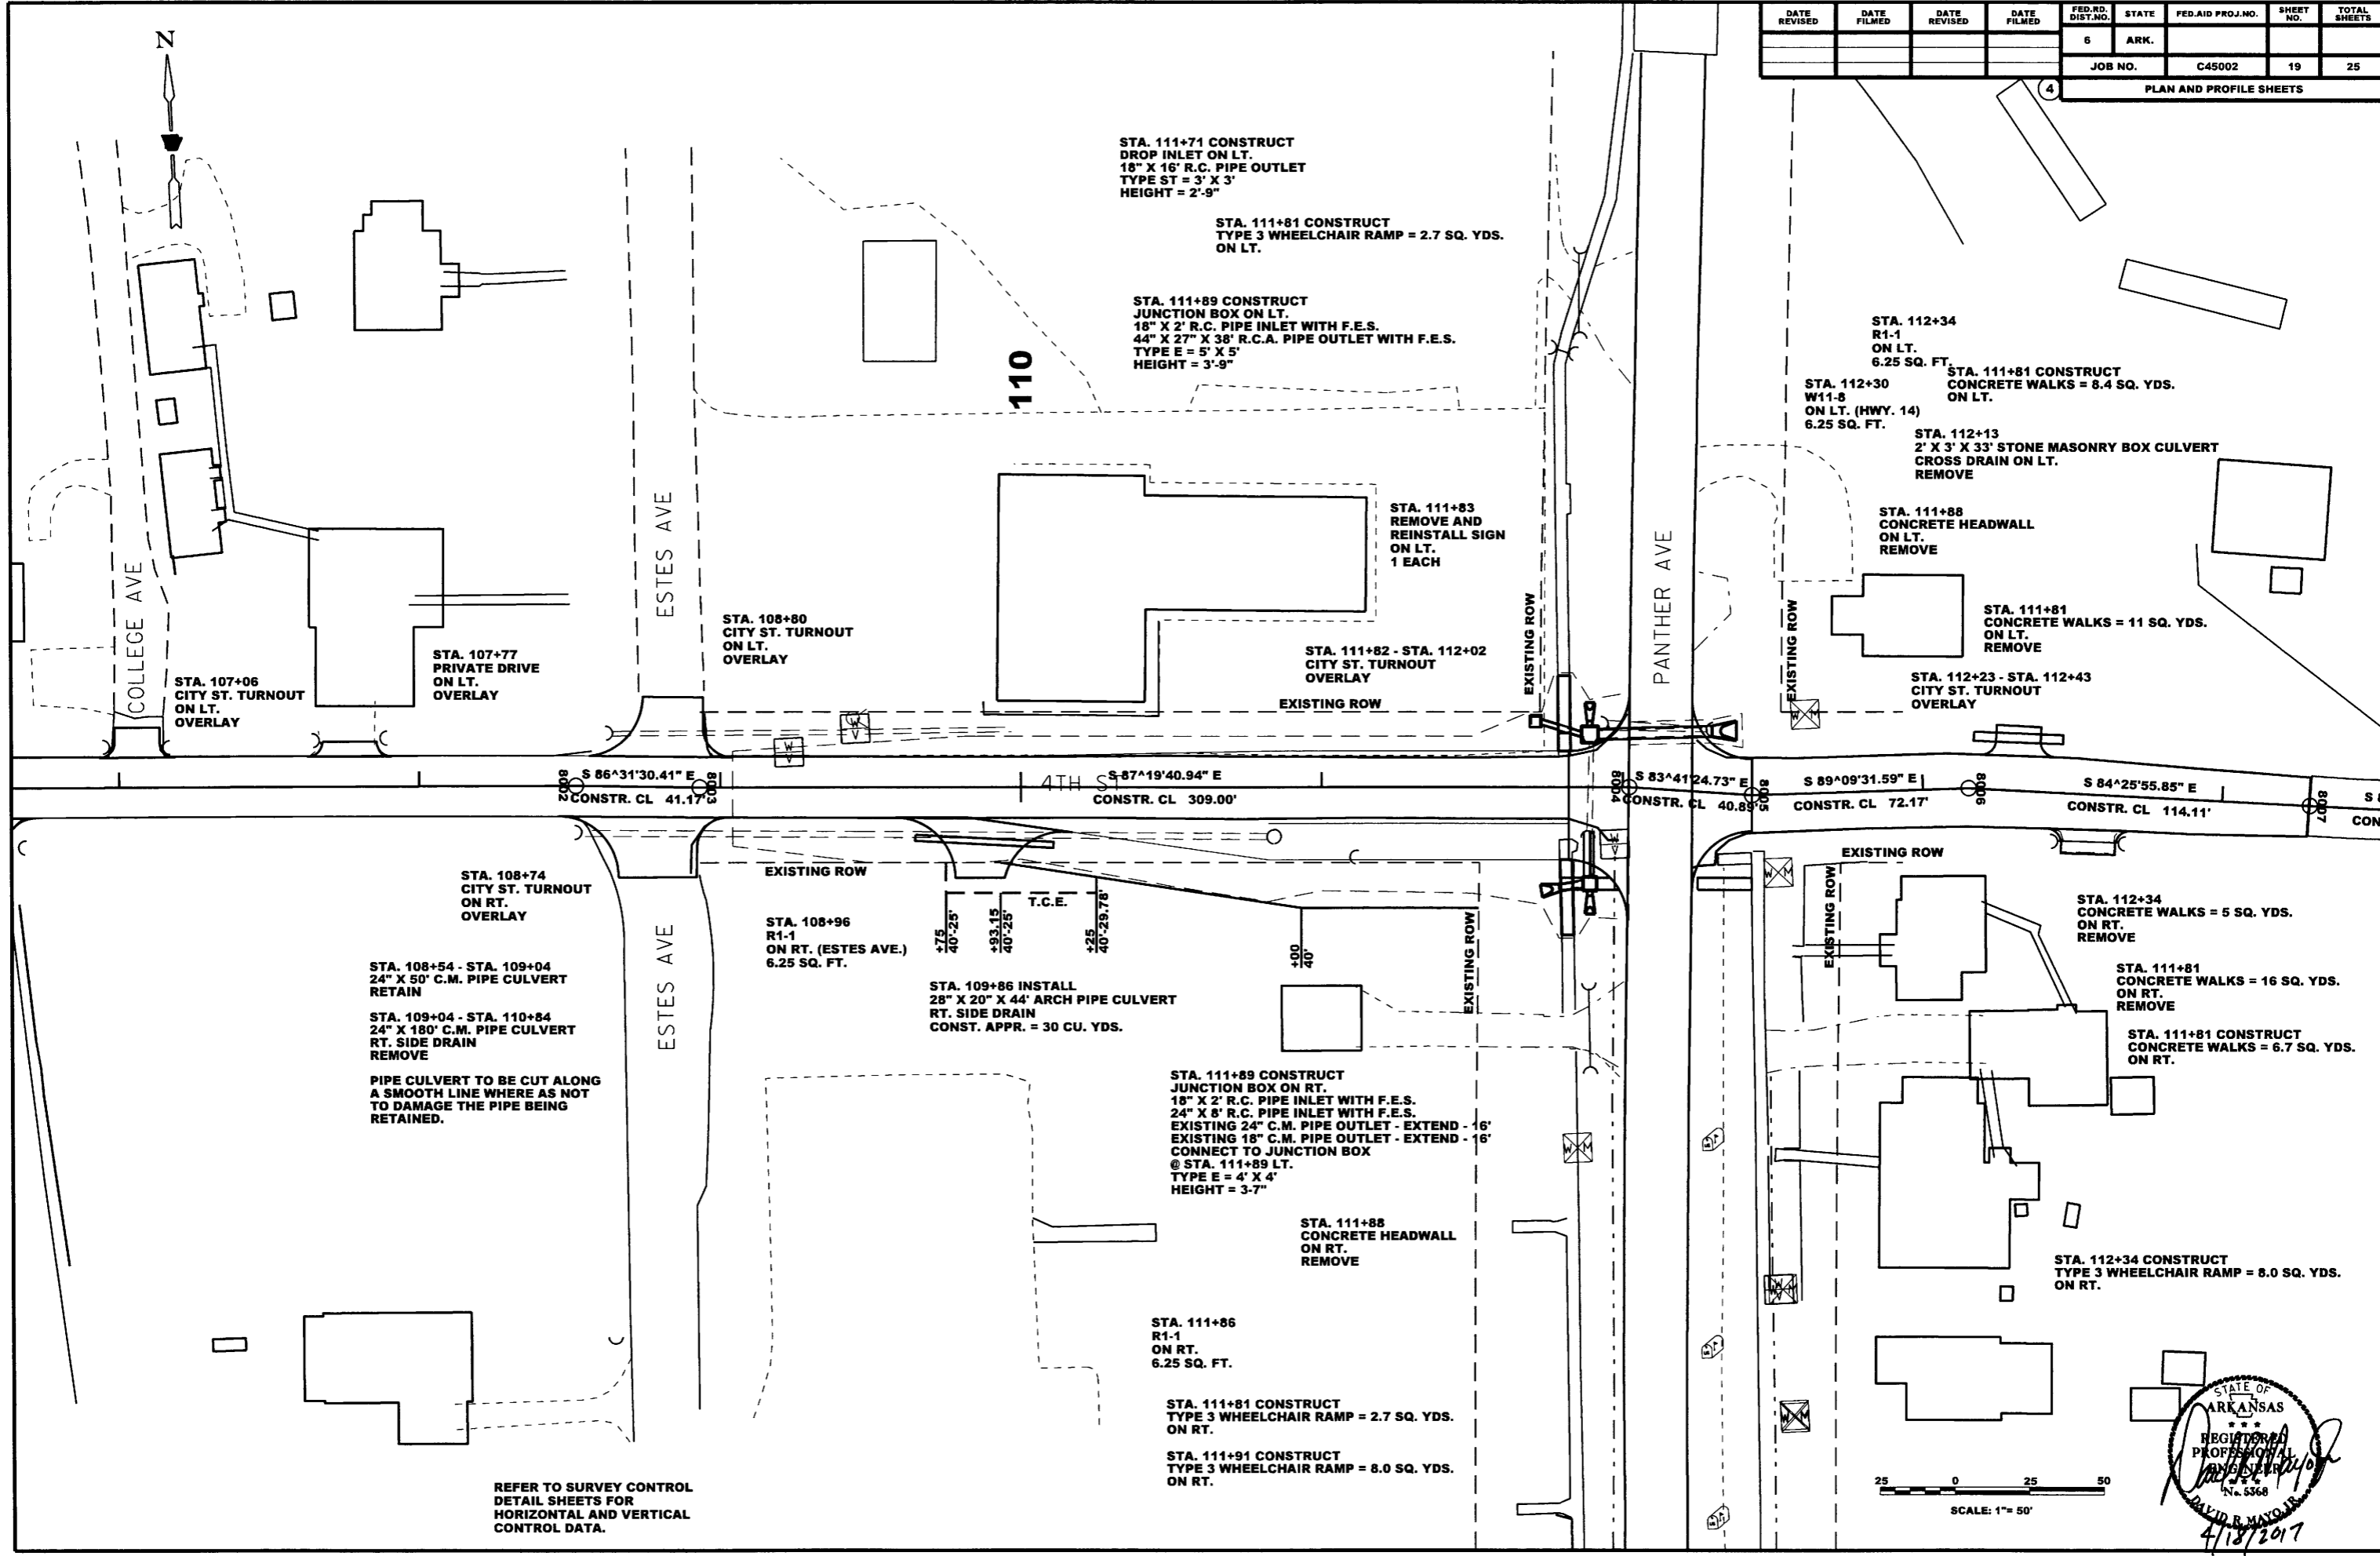 DATE REVISED
DATE FILMED
DATE REVISED
DATE FILMED
FED.RD. DIST.NO.
STATE
FED.AID PROJ.NO.
SHEET NO.
TOTAL SHEETS
6
ARK.
JOB NO.
C45002
19
25
4
PLAN AND PROFILE SHEETS
N
STA. 111+71 CONSTRUCT
DROP INLET ON LT.
18" X 16' R.C. PIPE OUTLET
TYPE ST = 3' X 3'
HEIGHT = 2'-9"
STA. 111+81 CONSTRUCT
TYPE 3 WHEELCHAIR RAMP = 2.7 SQ. YDS.
ON LT.
STA. 111+89 CONSTRUCT
JUNCTION BOX ON LT.
18" X 2' R.C. PIPE INLET WITH F.E.S.
44" X 27" X 38' R.C.A. PIPE OUTLET WITH F.E.S.
TYPE E = 5' X 5'
HEIGHT = 3'-9"
110
STA. 112+34
R1-1
ON LT.
6.25 SQ. FT.
STA. 111+81 CONSTRUCT
CONCRETE WALKS = 8.4 SQ. YDS.
ON LT.
STA. 112+30
W11-8
ON LT. (HWY. 14)
6.25 SQ. FT.
STA. 112+13
2' X 3' X 33' STONE MASONRY BOX CULVERT
CROSS DRAIN ON LT.
REMOVE
STA. 111+83
REMOVE AND
REINSTALL SIGN
ON LT.
1 EACH
STA. 111+88
CONCRETE HEADWALL
ON LT.
REMOVE
COLLEGE AVE
ESTES AVE
PANTHER AVE
STA. 108+80
CITY ST. TURNOUT
ON LT.
OVERLAY
STA. 107+77
PRIVATE DRIVE
ON LT.
OVERLAY
STA. 107+06
CITY ST. TURNOUT
ON LT.
OVERLAY
STA. 111+82 - STA. 112+02
CITY ST. TURNOUT
OVERLAY
EXISTING ROW
EXISTING ROW
EXISTING ROW
STA. 111+81
CONCRETE WALKS = 11 SQ. YDS.
ON LT.
REMOVE
STA. 112+23 - STA. 112+43
CITY ST. TURNOUT
OVERLAY
W V
W V
W M
8002
S 86^31'30.41" E
CONSTR. CL 41.17'
8003
4TH ST
S 87^19'40.94" E
CONSTR. CL 309.00'
8004
S 83^41'24.73" E
CONSTR. CL 40.89'
8005
S 89^09'31.59" E
CONSTR. CL 72.17'
8006
S 84^25'55.85" E
CONSTR. CL 114.11'
8007
S
CON
W V
W M
EXISTING ROW
EXISTING ROW
EXISTING ROW
EXISTING ROW
STA. 108+74
CITY ST. TURNOUT
ON RT.
OVERLAY
STA. 108+96
R1-1
ON RT. (ESTES AVE.)
6.25 SQ. FT.
T.C.E.
+75
40'-25'
+93.15
40'-25'
+25
40'-29.78'
+00
40'
ESTES AVE
STA. 108+54 - STA. 109+04
24" X 50' C.M. PIPE CULVERT
RETAIN
STA. 109+04 - STA. 110+84
24" X 180' C.M. PIPE CULVERT
RT. SIDE DRAIN
REMOVE
PIPE CULVERT TO BE CUT ALONG
A SMOOTH LINE WHERE AS NOT
TO DAMAGE THE PIPE BEING
RETAINED.
STA. 109+86 INSTALL
28" X 20" X 44' ARCH PIPE CULVERT
RT. SIDE DRAIN
CONST. APPR. = 30 CU. YDS.
STA. 112+34
CONCRETE WALKS = 5 SQ. YDS.
ON RT.
REMOVE
STA. 111+81
CONCRETE WALKS = 16 SQ. YDS.
ON RT.
REMOVE
STA. 111+81 CONSTRUCT
CONCRETE WALKS = 6.7 SQ. YDS.
ON RT.
STA. 111+89 CONSTRUCT
JUNCTION BOX ON RT.
18" X 2' R.C. PIPE INLET WITH F.E.S.
24" X 8' R.C. PIPE INLET WITH F.E.S.
EXISTING 24" C.M. PIPE OUTLET - EXTEND - 16'
EXISTING 18" C.M. PIPE OUTLET - EXTEND - 16'
CONNECT TO JUNCTION BOX
@ STA. 111+89 LT.
TYPE E = 4' X 4'
HEIGHT = 3-7"
W M
STA. 111+88
CONCRETE HEADWALL
ON RT.
REMOVE
STA. 112+34 CONSTRUCT
TYPE 3 WHEELCHAIR RAMP = 8.0 SQ. YDS.
ON RT.
STA. 111+86
R1-1
ON RT.
6.25 SQ. FT.
STA. 111+81 CONSTRUCT
TYPE 3 WHEELCHAIR RAMP = 2.7 SQ. YDS.
ON RT.
W M
STA. 111+91 CONSTRUCT
TYPE 3 WHEELCHAIR RAMP = 8.0 SQ. YDS.
ON RT.
REFER TO SURVEY CONTROL
DETAIL SHEETS FOR
HORIZONTAL AND VERTICAL
CONTROL DATA.
25 0 25 50
SCALE: 1"= 50'
STATE OF
ARKANSAS
REGISTERED
PROFESSIONAL
ENGINEER
No. 5368
DAVID R. MAYO JR.
4/18/2017